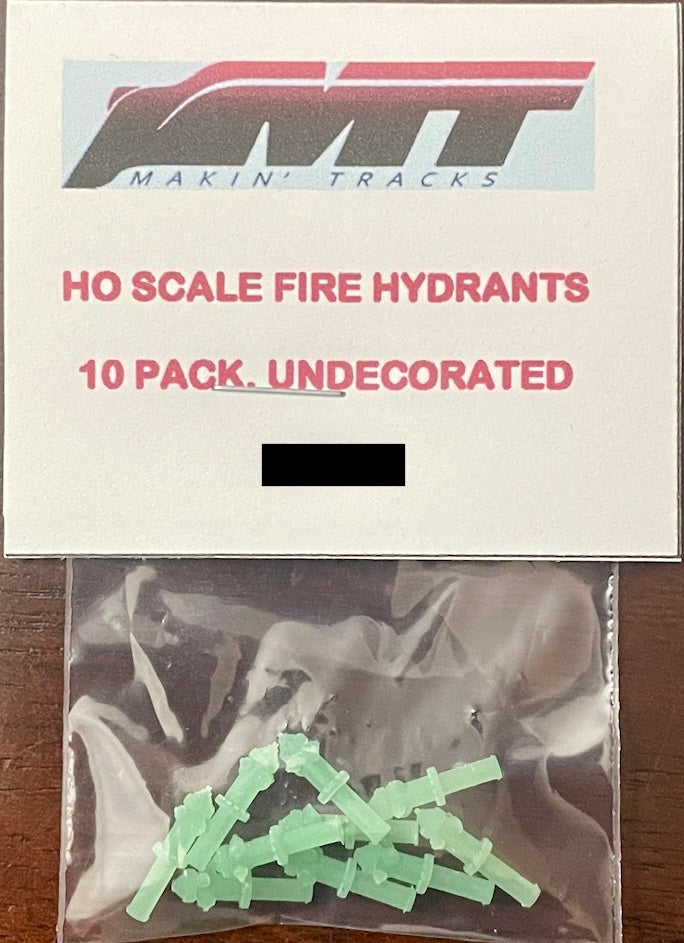 MT
MAKIN' TRACKS
HO SCALE FIRE HYDRANTS
10 PACK. UNDECORATED